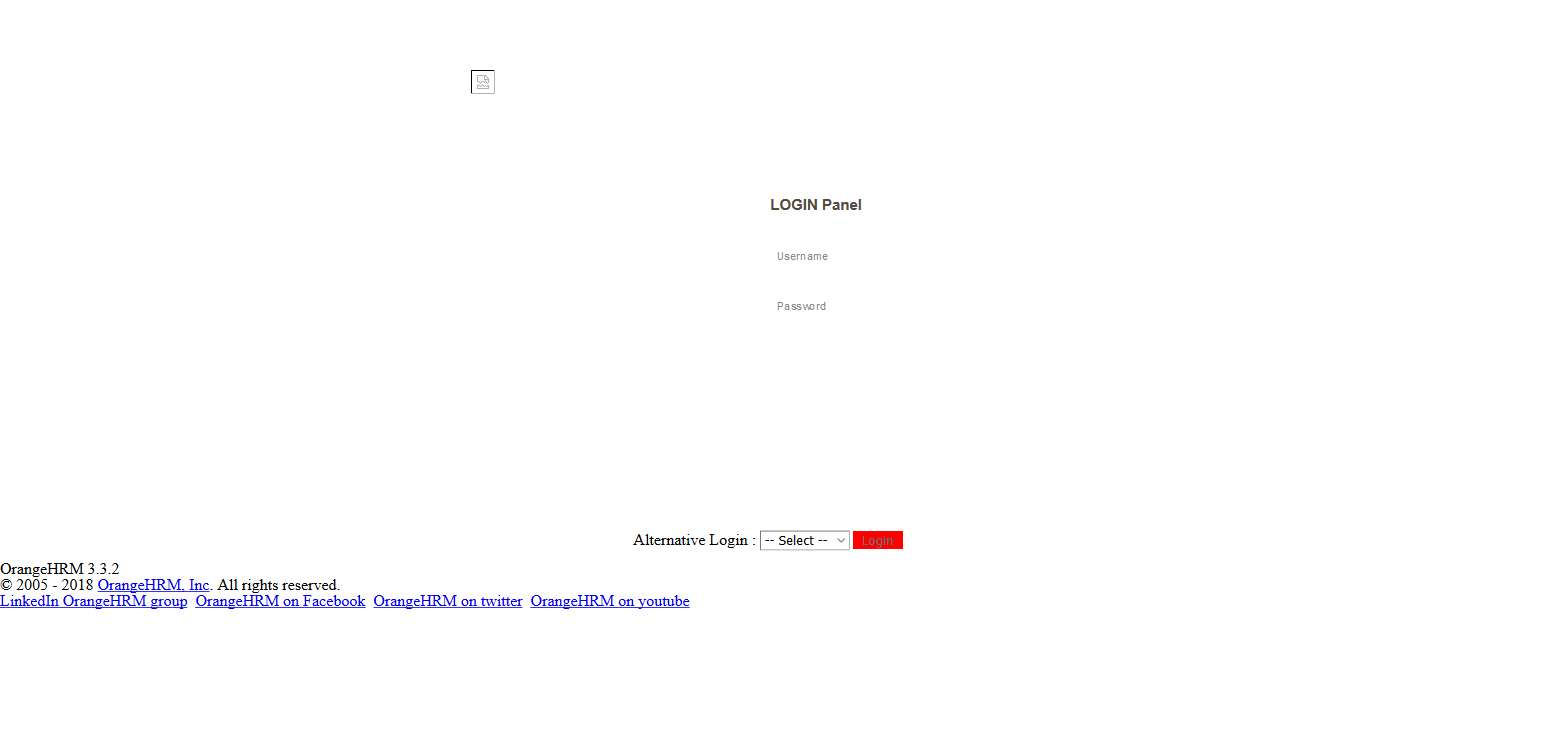 LOGIN Panel
Username
Password
Alternative Login : -- Select -- Login
OrangeHRM 3.3.2
© 2005 - 2018 OrangeHRM, Inc. All rights reserved.
LinkedIn OrangeHRM group OrangeHRM on Facebook OrangeHRM on twitter OrangeHRM on youtube